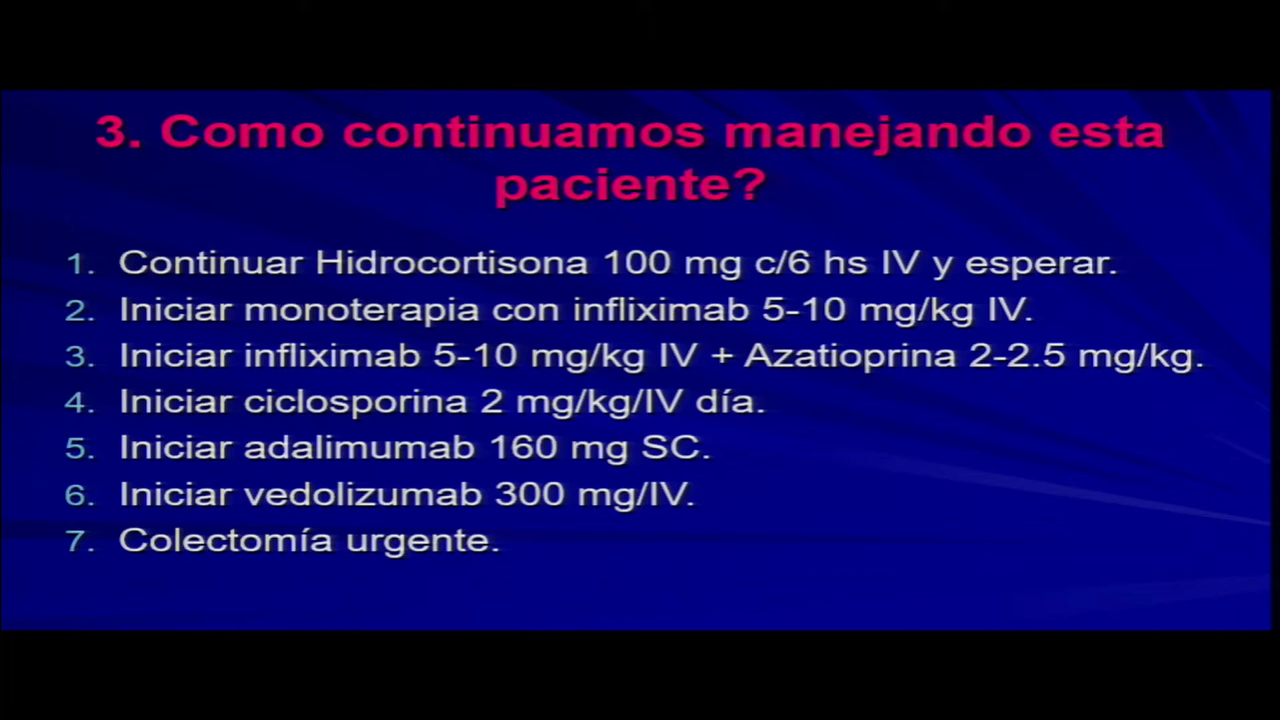 3. Como continuamos manejando esta
paciente?
1. Continuar Hidrocortisona 100 mg c/6 hs IV y esperar.
2. Iniciar monoterapia con infliximab 5-10 mg/kg IV.
3. Iniciar infliximab 5-10 mg/kg IV + Azatioprina 2-2.5 mg/kg.
4. Iniciar ciclosporina 2 mg/kg/IV día.
5. Iniciar adalimumab 160 mg SC.
6. Iniciar vedolizumab 300 mg/IV.
7. Colectomía urgente.